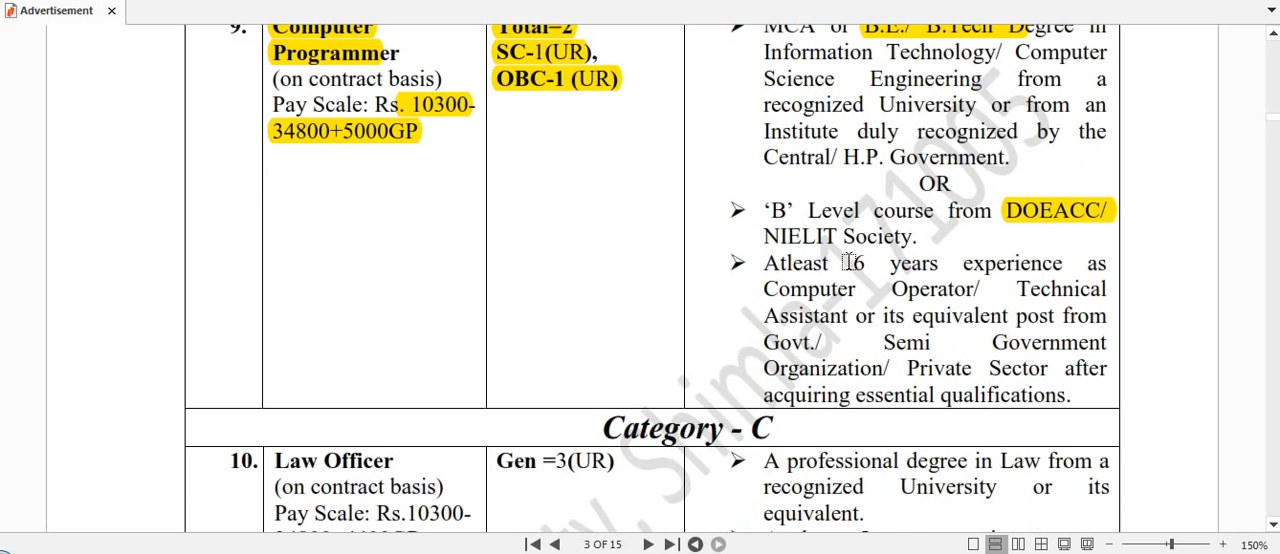 Advertisement
9.
Computer
Programmer
(on contract basis)
Pay Scale: Rs. 10300-
34800+5000GP
Total=2
SC-1(UR),
OBC-1 (UR)
➢ MCA or B.E./ B.Tech Degree in
Information Technology/ Computer
Science Engineering from a
recognized University or from an
Institute duly recognized by the
Central/ H.P. Government.
OR
➢ ‘B’ Level course from DOEACC/
NIELIT Society.
➢ Atleast 6 years experience as
Computer Operator/ Technical
Assistant or its equivalent post from
Govt./ Semi Government
Organization/ Private Sector after
acquiring essential qualifications.
Category - C
10.
Law Officer
(on contract basis)
Pay Scale: Rs.10300-
Gen =3(UR)
➢ A professional degree in Law from a
recognized University or its
equivalent.
Shimla-171005
3 OF 15
150%